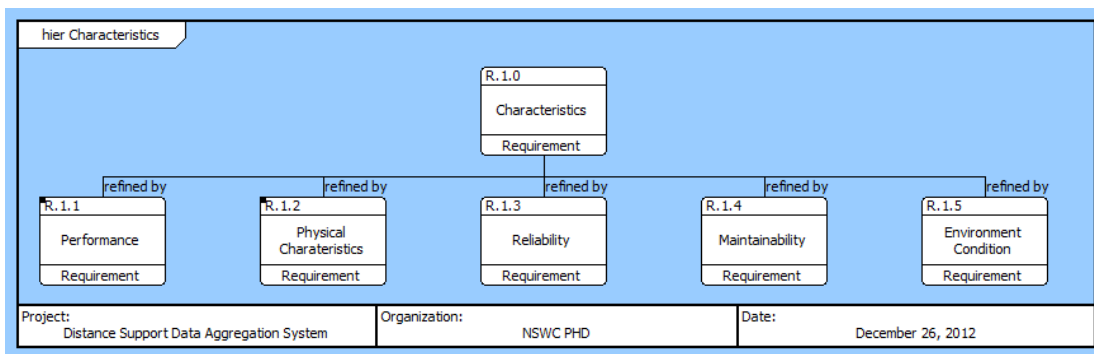 hier Characteristics
R.1.0
Characteristics
Requirement
refined by refined by refined by refined by refined by
R.1.1 R.1.2 R.1.3 R.1.4 R.1.5
Performance
Physical
Charateristics
Reliability
Maintainability
Environment
Condition
Requirement Requirement Requirement Requirement Requirement
Project:
Distance Support Data Aggregation System
Organization:
NSWC PHD
Date:
December 26, 2012